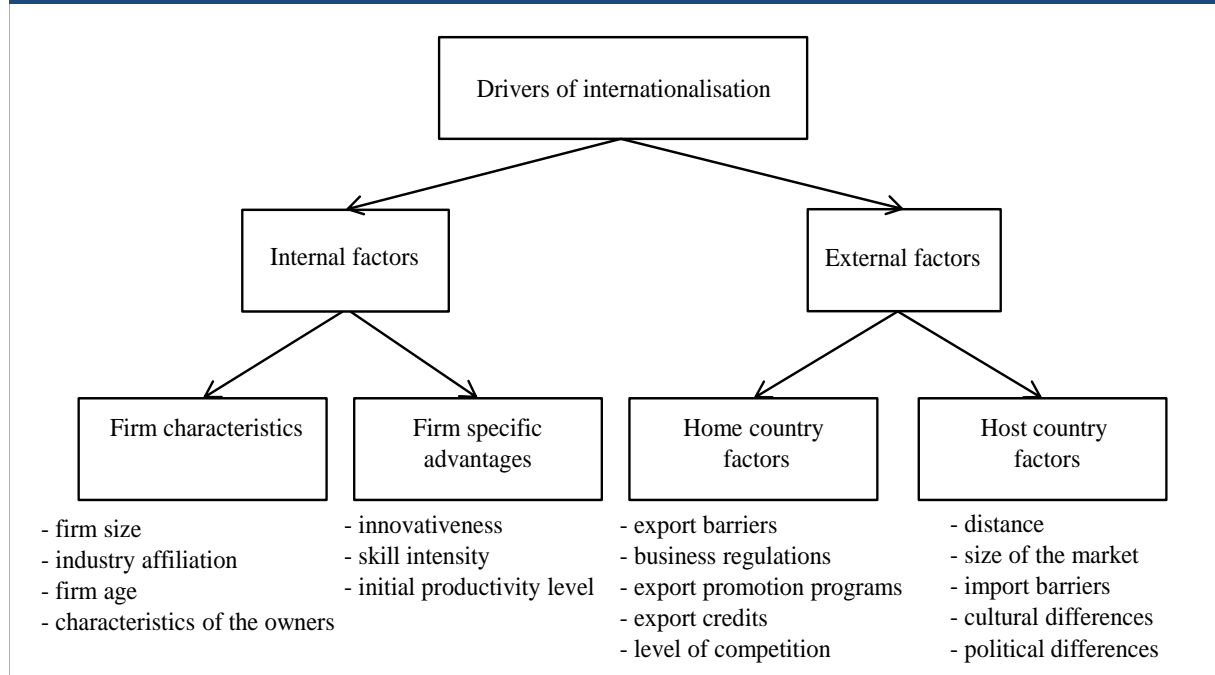 Drivers of internationalisation
Internal factors
External factors
Firm characteristics
Firm specific
advantages
Home country
factors
Host country
factors
- firm size
- industry affiliation
- firm age
- characteristics of the owners
- innovativeness
- skill intensity
- initial productivity level
- export barriers
- business regulations
- export promotion programs
- export credits
- level of competition
- distance
- size of the market
- import barriers
- cultural differences
- political differences